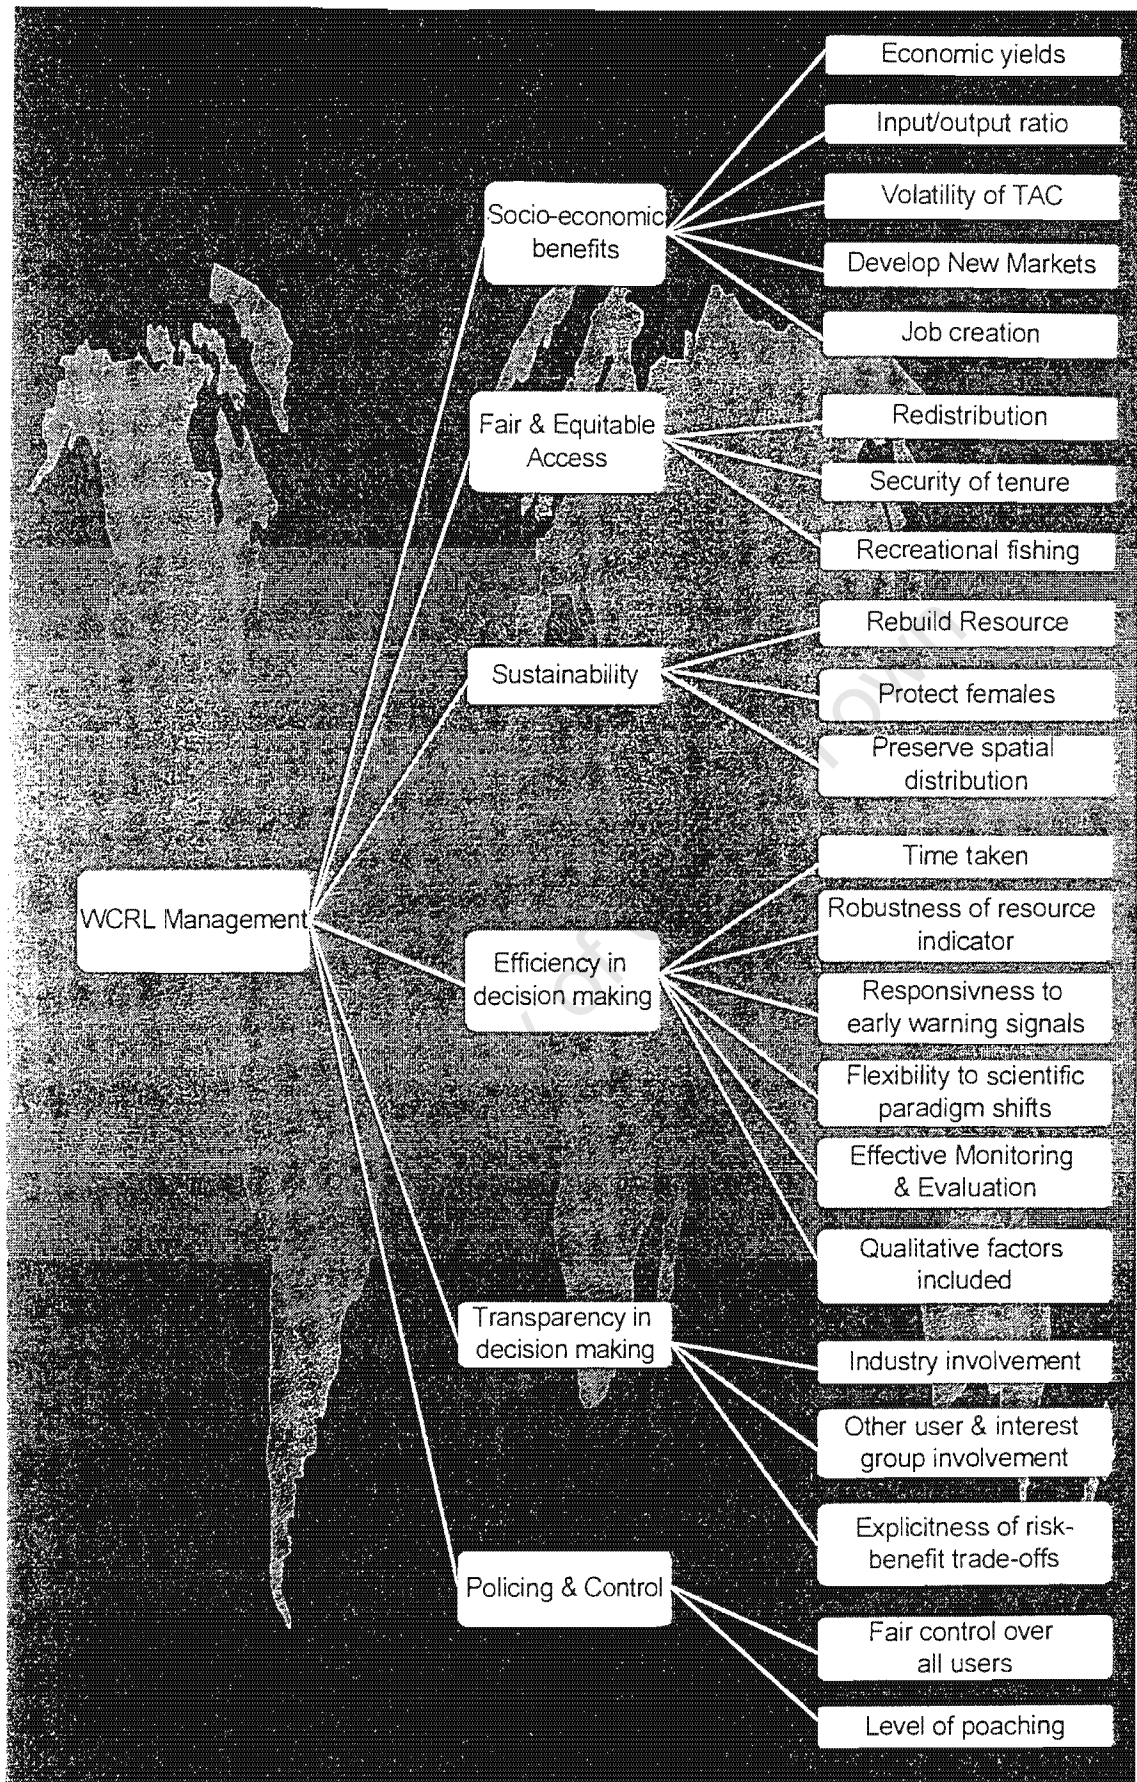 Economic yields
Input/output ratio
Volatility of TAC
Develop New Markets
Job creation
Socio-economic
benefits
Redistribution
Security of tenure
Recreational fishing
Fair & Equitable
Access
Rebuild Resource
Protect females
Preserve spatial
distribution
Sustainability
WCRL Management
Time taken
Robustness of resource
indicator
Responsivness to
early warning signals
Flexibility to scientific
paradigm shifts
Effective Monitoring
& Evaluation
Qualitative factors
included
Efficiency in
decision making
Transparency in
decision making
Industry involvement
Other user & interest
group involvement
Explicitness of risk-
benefit trade-offs
Policing & Control
Fair control over
all users
Level of poaching